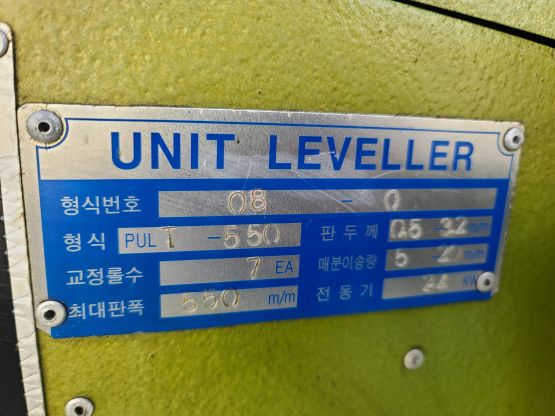 UNIT LEVELLER
형식번호 08 - 0
형식 PUL T -550 판두께 0.5-3.2 m/m
교정롤수 7 EA 매분이송량 5 - m/m
최대판폭 550 m/m 전동기 KW